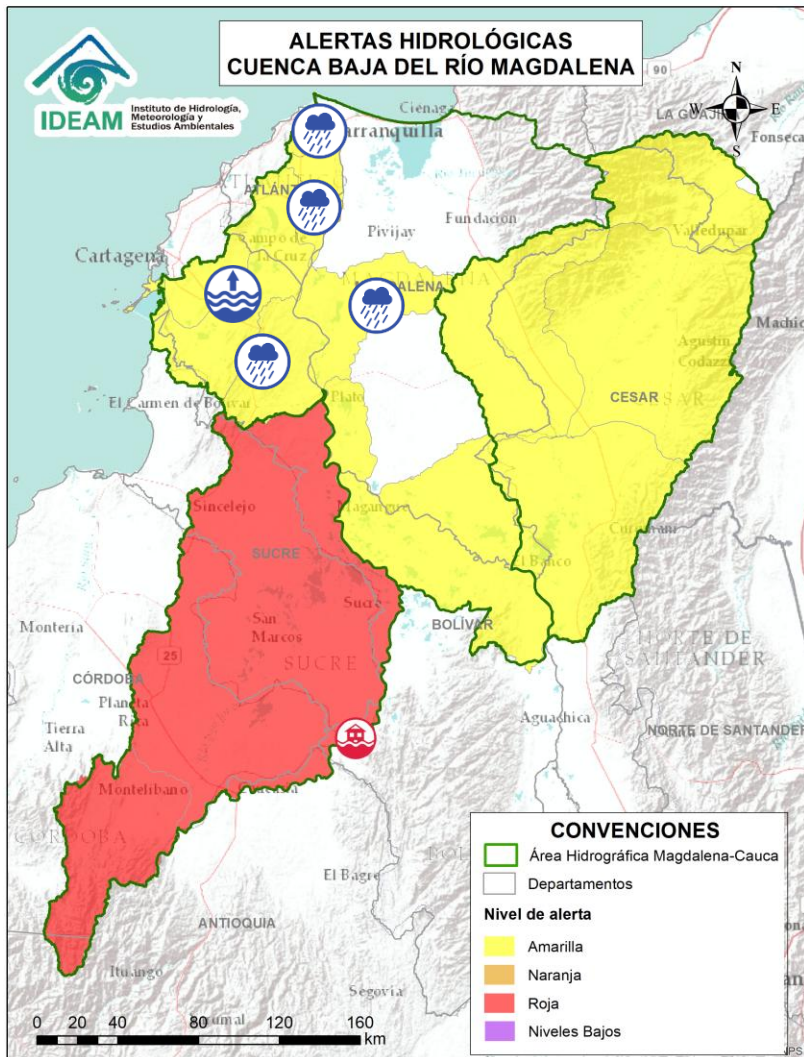 ALERTAS HIDROLÓGICAS
CUENCA BAJA DEL RÍO MAGDALENA
IDEAM
Instituto de Hidrología,
Meteorología y
Estudios Ambientales
90
N
W
E
S
Ciénaga
LA GUAJIRA
Fonseca
Valledupar
Pivijay
Fundación
Cartagena
Campo de
la Cruz
Agustín
Codazzi
CESAR
El Carmen de Bolívar
Plato
Sincelejo
Magangué
SUCRE
Curumaní
El Banco
Sucre
San
Marcos
BOLÍVAR
SUCRE
Montería
25
NORTE DE
SANTANDER
CÓRDOBA
Planeta
Rica
Tierra
Alta
Aguachica
NORTE DE SANTANDER
Montelíbano
CÓRDOBA
El Bagre
ANTIOQUIA
Ituango
Segovia
CONVENCIONES
Área Hidrográfica Magdalena-Cauca
Departamentos
Nivel de alerta
Amarilla
Naranja
Roja
Niveles Bajos
0 10 20 40 80 120 160
km